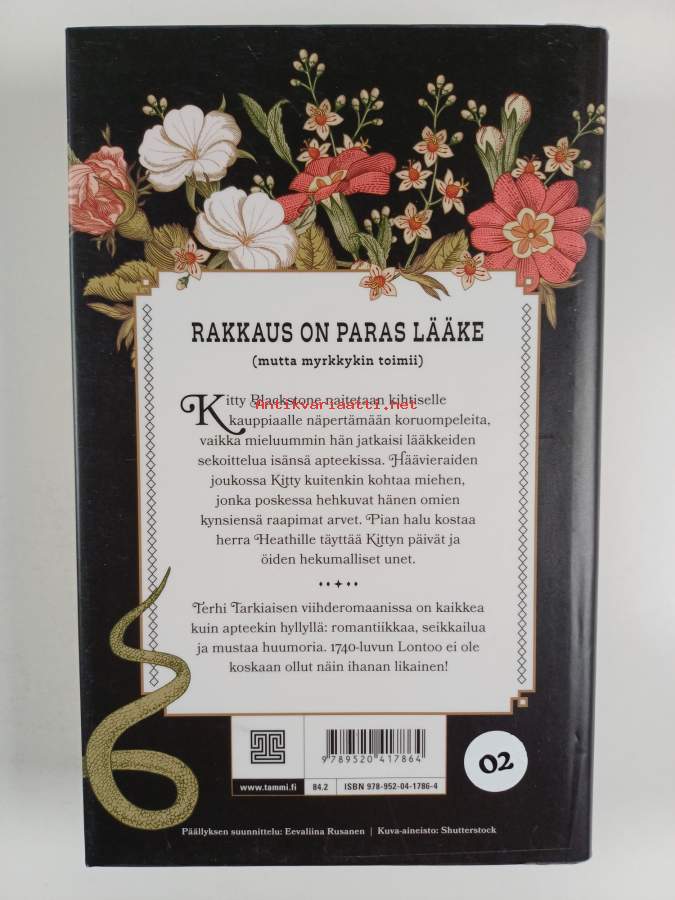 RAKKAUS ON PARAS LÄÄKE
(mutta myrkkykin toimii)
Kitty Blackstone naitetaan kihtiselle
Antikvariaatti.net
kauppiaalle näpertämään koruompeleita,
vaikka mieluummin hän jatkaisi lääkkeiden
sekoittelua isänsä apteekissa. Häävieraiden
joukossa Kitty kuitenkin kohtaa miehen,
jonka poskessa hehkuvat hänen omien
kynsiensä raapimat arvet. Pian halu kostaa
herra Heathille täyttää Kittyn päivät ja
öiden hekumalliset unet.
Terhi Tarkiaisen viihderomaanissa on kaikkea
kuin apteekin hyllyllä: romantiikkaa, seikkailua
ja mustaa huumoria. 1740-luvun Lontoo ei ole
koskaan ollut näin ihanan likainen!
9 789520 417864
02
www.tammi.fi 84.2 ISBN 978-952-04-1786-4
Päällyksen suunnittelu: Eevaliina Rusanen | Kuva-aineisto: Shutterstock